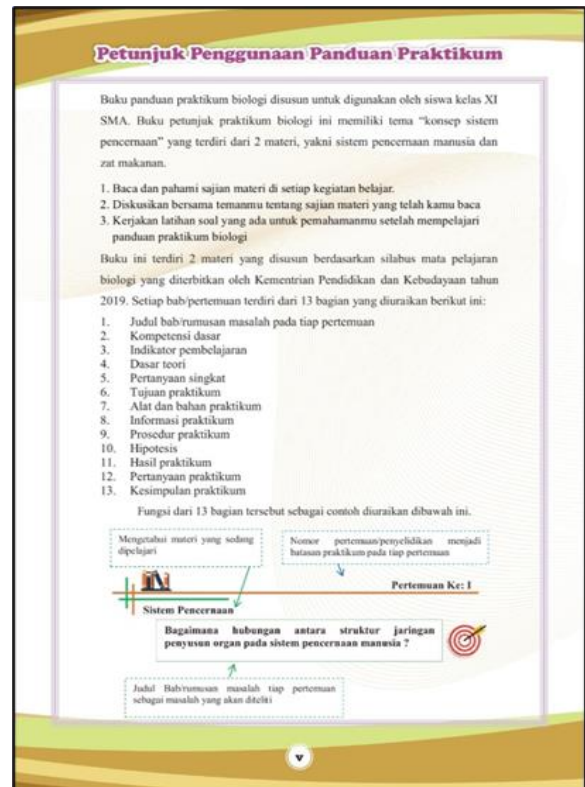 Petunjuk Penggunaan Panduan Praktikum
Buku panduan praktikum biologi disusun untuk digunakan oleh siswa kelas XI
SMA. Buku petunjuk praktikum biologi ini memiliki tema “konsep sistem
pencernaan” yang terdiri dari 2 materi, yakni sistem pencernaan manusia dan
zat makanan.
1. Baca dan pahami sajian materi di setiap kegiatan belajar.
2. Diskusikan bersama temanmu tentang sajian materi yang telah kamu baca
3. Kerjakan latihan soal yang ada untuk pemahamanmu setelah mempelajari
panduan praktikum biologi
Buku ini terdiri 2 materi yang disusun berdasarkan silabus mata pelajaran
biologi yang diterbitkan oleh Kementrian Pendidikan dan Kebudayaan tahun
2019. Setiap bab/pertemuan terdiri dari 13 bagian yang diuraikan berikut ini:
1. Judul bab/rumusan masalah pada tiap pertemuan
2. Kompetensi dasar
3. Indikator pembelajaran
4. Dasar teori
5. Pertanyaan singkat
6. Tujuan praktikum
7. Alat dan bahan praktikum
8. Informasi praktikum
9. Prosedur praktikum
10. Hipotesis
11. Hasil praktikum
12. Pertanyaan praktikum
13. Kesimpulan praktikum
Fungsi dari 13 bagian tersebut sebagai contoh diuraikan dibawah ini.
Mengetahui materi yang sedang
dipelajari
Nomor pertemuan/penyelidikan menjadi
batasan praktikum pada tiap pertemuan
Pertemuan Ke: 1
Sistem Pencernaan
Bagaimana hubungan antara struktur jaringan
penyusun organ pada sistem pencernaan manusia ?
Judul Bab/rumusan masalah tiap pertemuan
sebagai masalah yang akan diteliti
v